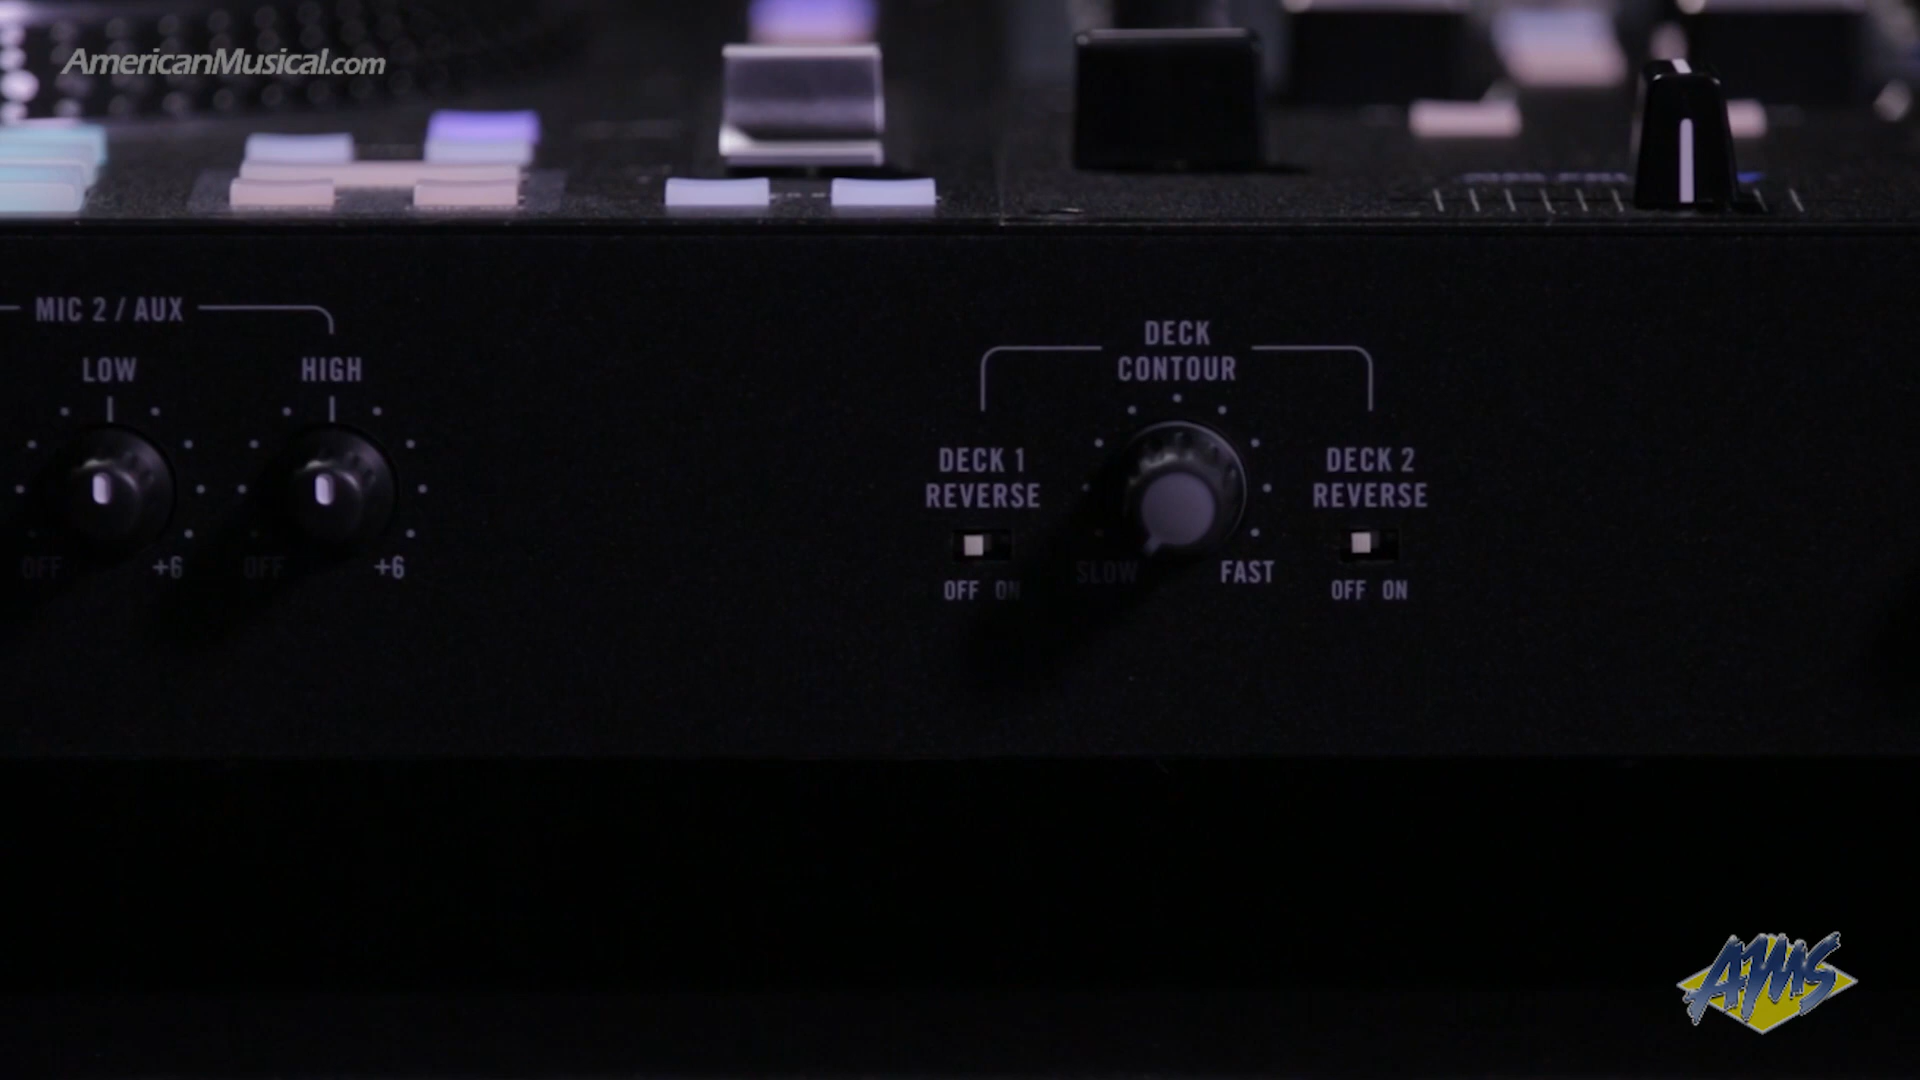 AmericanMusical.com
MIC 2 / AUX
LOW
HIGH
OFF
+6
OFF
+6
DECK
CONTOUR
DECK 1
REVERSE
OFF ON
SLOW
FAST
DECK 2
REVERSE
OFF ON
AMS